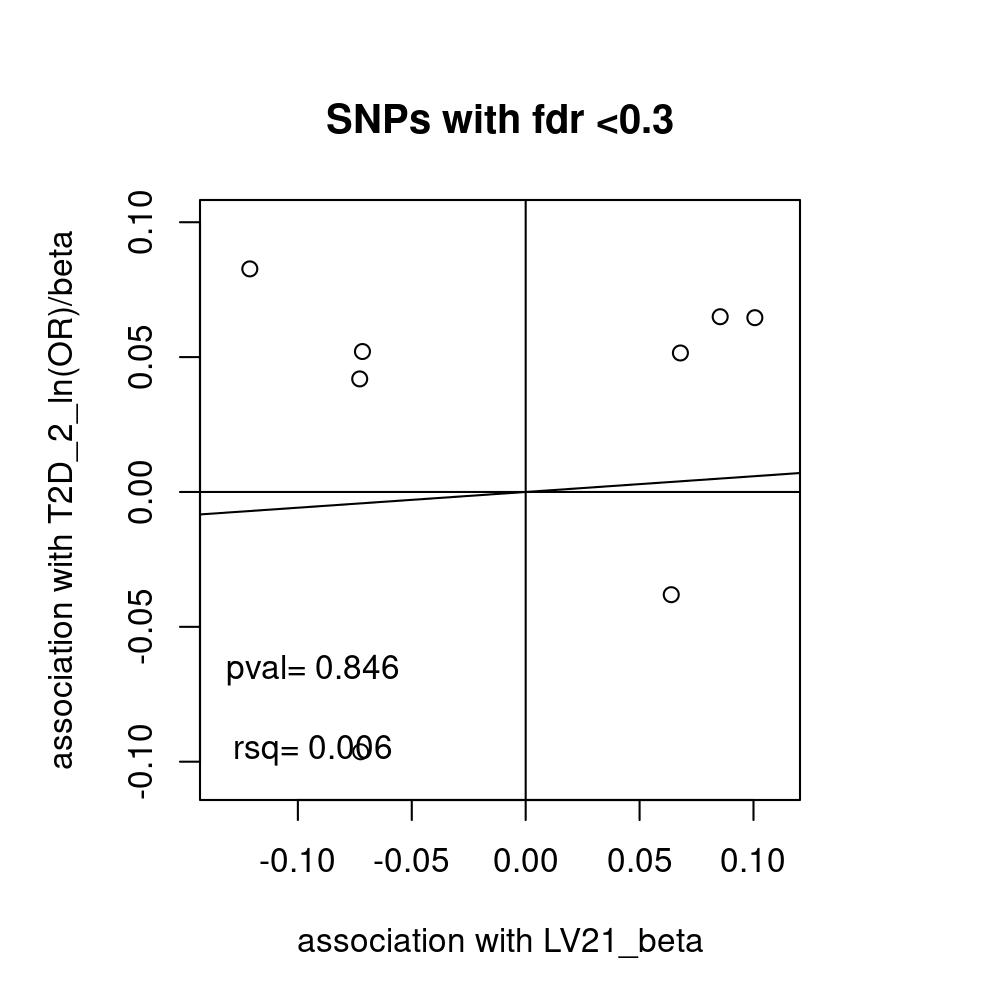 SNPs with fdr <0.3
association with T2D_2_ln(OR)/beta
0.10
0.05
0.00
-0.05
-0.10
pval= 0.846
rsq= 0.006
-0.10 -0.05 0.00 0.05 0.10
association with LV21_beta